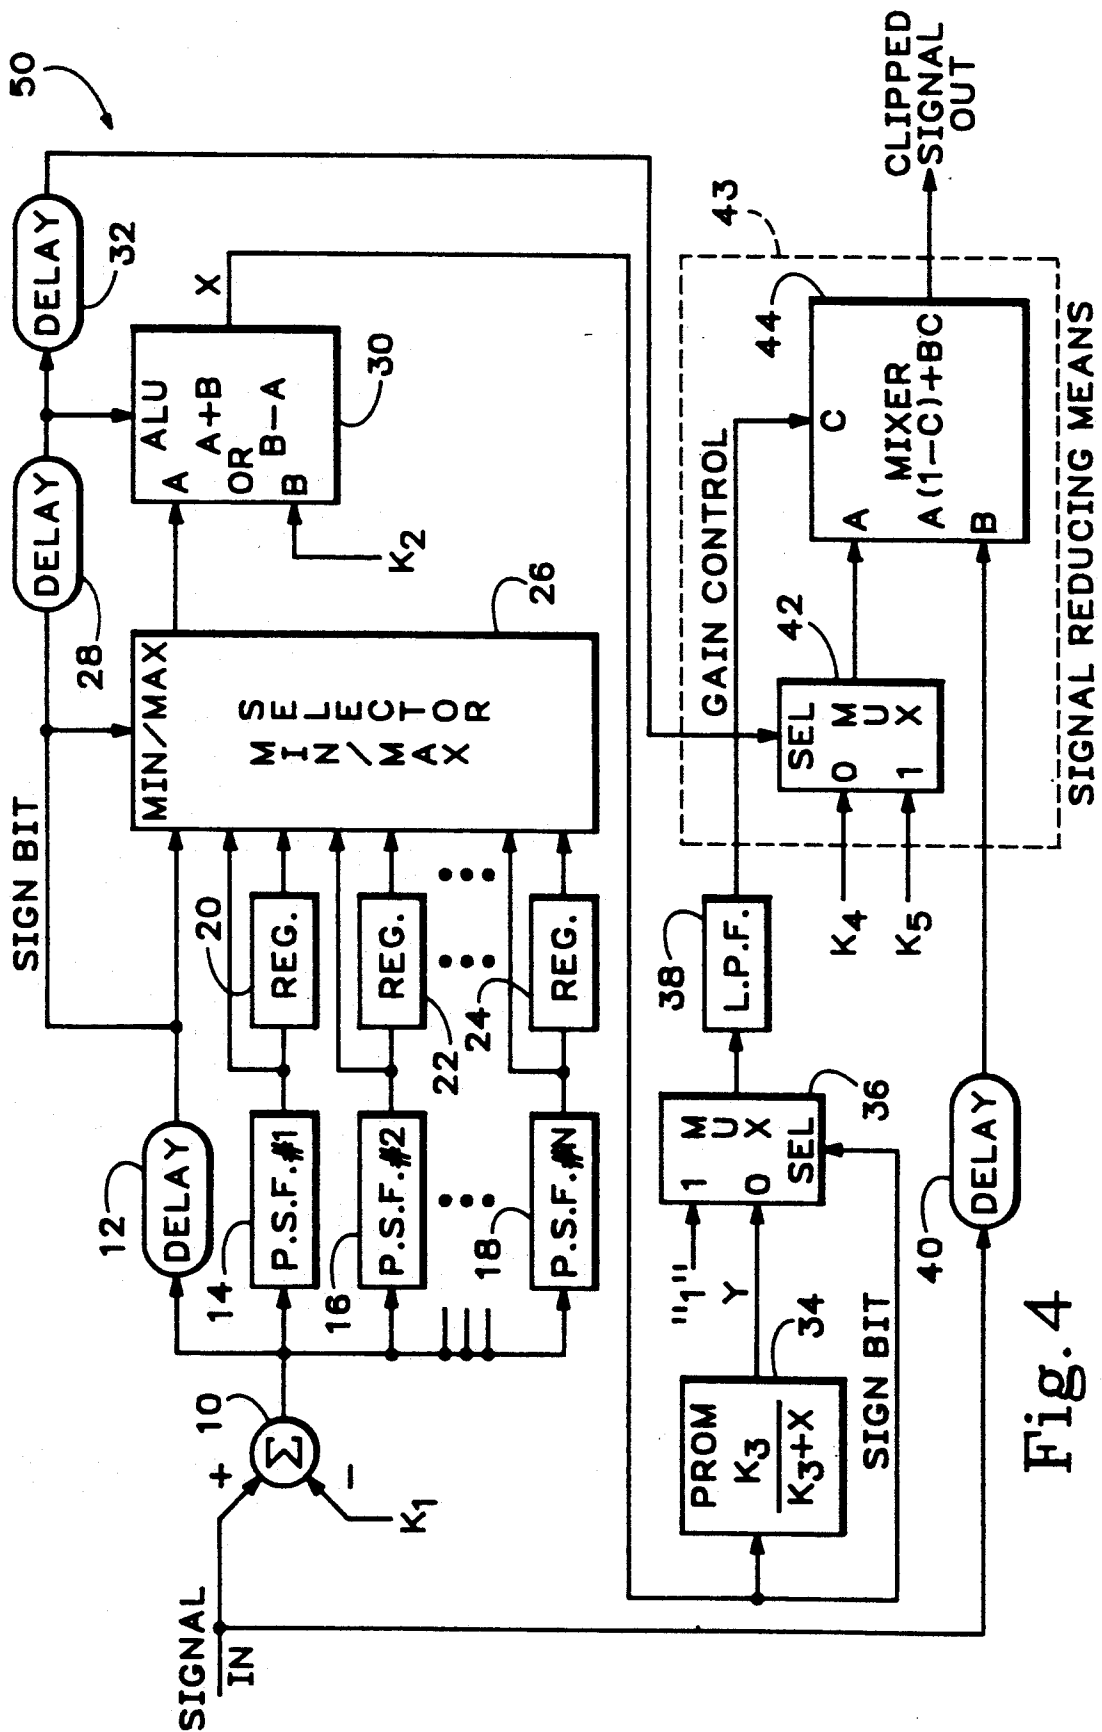 50
SIGNAL
IN
+
10
Σ
−
K1
12
DELAY
14
P.S.F.#1
16
P.S.F.#2
18
P.S.F.#N
SIGN BIT
20
REG.
22
REG.
24
REG.
MIN/MAX
SELECTOR
MIN/MAX
26
DELAY
28
DELAY
32
ALU
A
A+B
OR
B−A
B
30
K2
X
PROM
K3
K3+X
34
SIGN BIT
Y
"1"
1
MUX
0
SEL
36
38
L.P.F.
40
DELAY
GAIN CONTROL
K4
K5
SEL
0
MUX
1
42
43
44
C
A
MIXER
A(1−C)+BC
B
CLIPPED
SIGNAL
OUT
SIGNAL REDUCING MEANS
Fig. 4